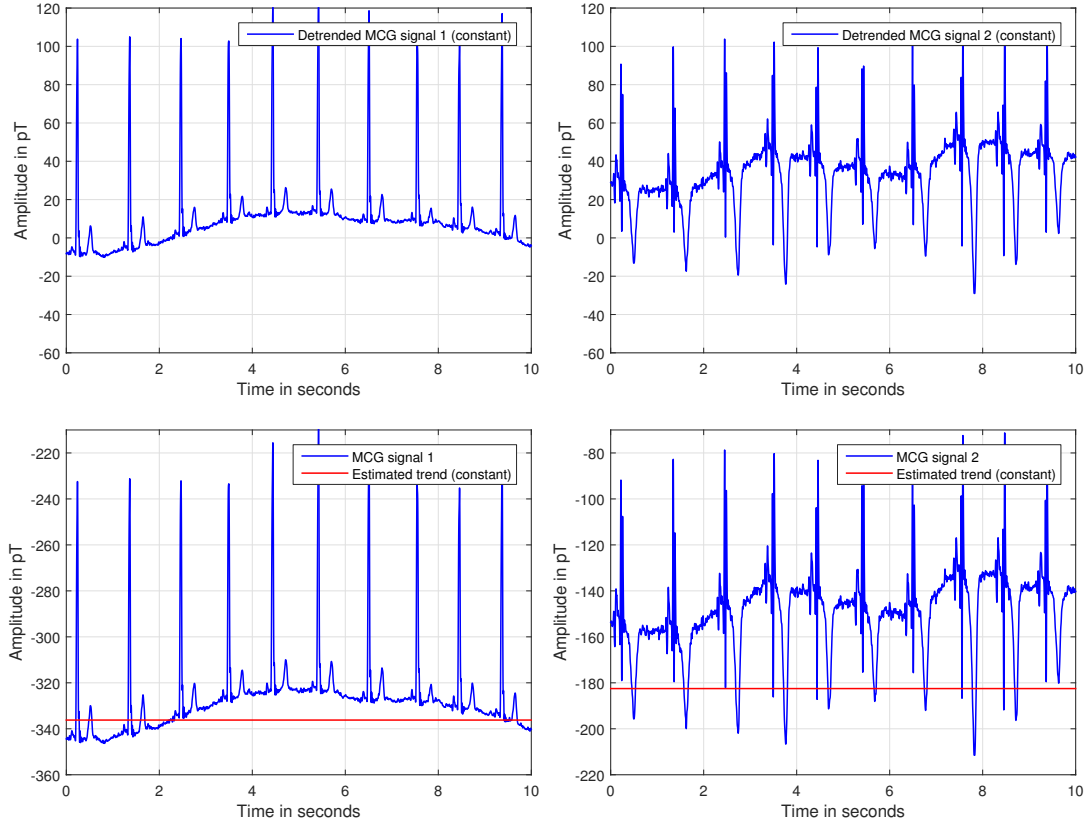 120
100
80
60
40
20
0
-20
-40
-60
Amplitude in pT
0 2 4 6 8 10
Time in seconds
Detrended MCG signal 1 (constant)
120
100
80
60
40
20
0
-20
-40
-60
Amplitude in pT
0 2 4 6 8 10
Time in seconds
Detrended MCG signal 2 (constant)
-220
-240
-260
-280
-300
-320
-340
-360
Amplitude in pT
0 2 4 6 8 10
Time in seconds
MCG signal 1
Estimated trend (constant)
-80
-100
-120
-140
-160
-180
-200
-220
Amplitude in pT
0 2 4 6 8 10
Time in seconds
MCG signal 2
Estimated trend (constant)